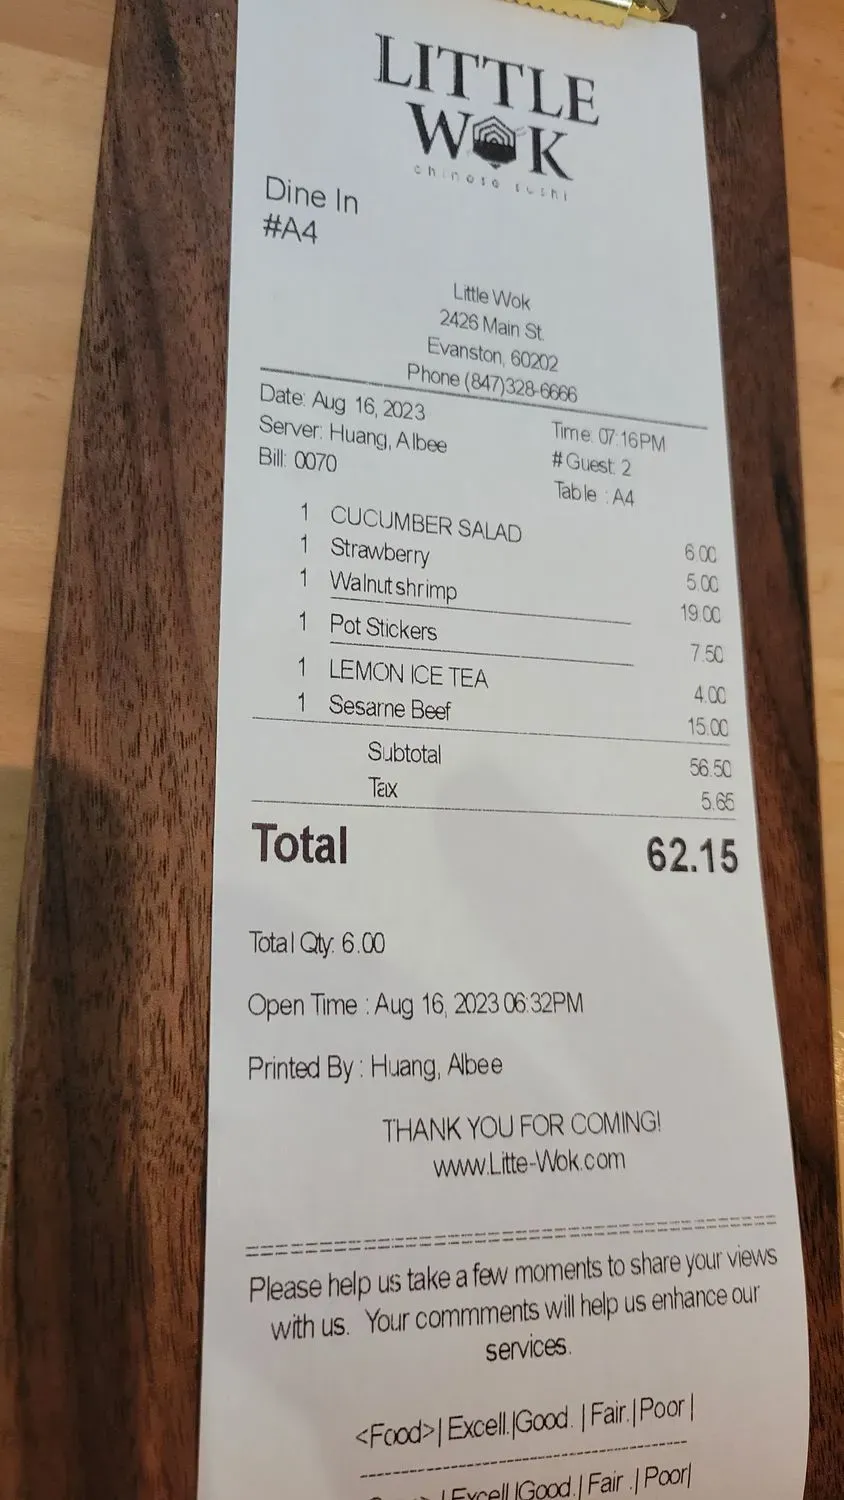 LITTLE
WOK
chinese sushi
Dine In
#A4
Little Wok
2426 Main St.
Evanston, 60202
Phone (847)328-6666
Date: Aug 16, 2023 Time: 07:16PM
Server: Huang, Albee # Guest: 2
Bill: 0070 Table : A4
1 CUCUMBER SALAD 6.00
1 Strawberry 5.00
1 Walnut shrimp 19.00
1 Pot Stickers 7.50
1 LEMON ICE TEA 4.00
1 Sesame Beef 15.00
Subtotal 56.50
Tax 5.65
Total 62.15
Total Qty: 6.00
Open Time : Aug 16, 2023 06:32PM
Printed By : Huang, Albee
THANK YOU FOR COMING!
www.Litte-Wok.com
Please help us take a few moments to share your views
with us. Your commments will help us enhance our
services.
<Food>| Excell.|Good. | Fair.| Poor |
| Excell |Good.| Fair .| Poor|